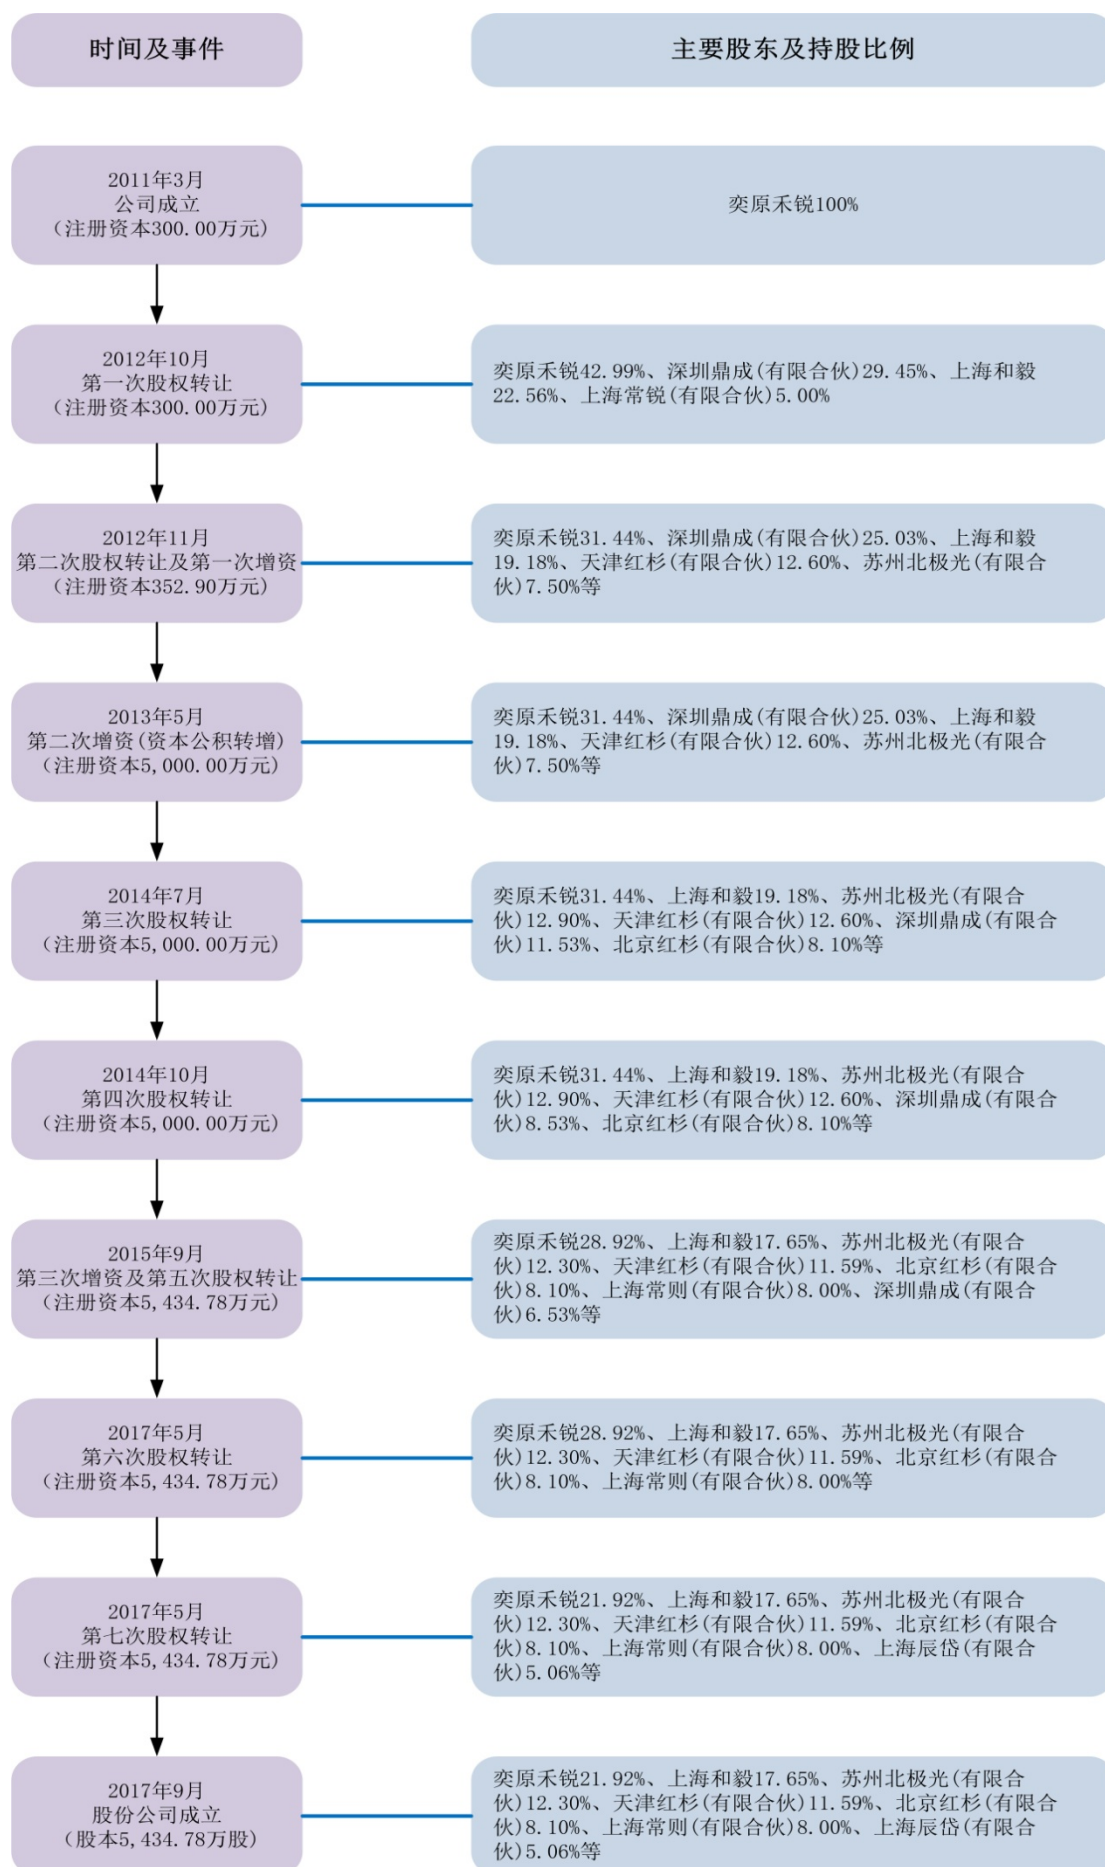 时间及事件
主要股东及持股比例
2011年3月
公司成立
(注册资本300.00万元)
奕原禾锐100%
2012年10月
第一次股权转让
(注册资本300.00万元)
奕原禾锐42.99%、深圳鼎成(有限合伙)29.45%、上海和毅
22.56%、上海常锐(有限合伙)5.00%
2012年11月
第二次股权转让及第一次增资
(注册资本352.90万元)
奕原禾锐31.44%、深圳鼎成(有限合伙)25.03%、上海和毅
19.18%、天津红杉(有限合伙)12.60%、苏州北极光(有限合
伙)7.50%等
2013年5月
第二次增资(资本公积转增)
(注册资本5,000.00万元)
奕原禾锐31.44%、深圳鼎成(有限合伙)25.03%、上海和毅
19.18%、天津红杉(有限合伙)12.60%、苏州北极光(有限合
伙)7.50%等
2014年7月
第三次股权转让
(注册资本5,000.00万元)
奕原禾锐31.44%、上海和毅19.18%、苏州北极光(有限合
伙)12.90%、天津红杉(有限合伙)12.60%、深圳鼎成(有限合
伙)11.53%、北京红杉(有限合伙)8.10%等
2014年10月
第四次股权转让
(注册资本5,000.00万元)
奕原禾锐31.44%、上海和毅19.18%、苏州北极光(有限合
伙)12.90%、天津红杉(有限合伙)12.60%、深圳鼎成(有限合
伙)8.53%、北京红杉(有限合伙)8.10%等
2015年9月
第三次增资及第五次股权转让
(注册资本5,434.78万元)
奕原禾锐28.92%、上海和毅17.65%、苏州北极光(有限合
伙)12.30%、天津红杉(有限合伙)11.59%、北京红杉(有限合
伙)8.10%、上海常则(有限合伙)8.00%、深圳鼎成(有限合
伙)6.53%等
2017年5月
第六次股权转让
(注册资本5,434.78万元)
奕原禾锐28.92%、上海和毅17.65%、苏州北极光(有限合
伙)12.30%、天津红杉(有限合伙)11.59%、北京红杉(有限合
伙)8.10%、上海常则(有限合伙)8.00%等
2017年5月
第七次股权转让
(注册资本5,434.78万元)
奕原禾锐21.92%、上海和毅17.65%、苏州北极光(有限合
伙)12.30%、天津红杉(有限合伙)11.59%、北京红杉(有限合
伙)8.10%、上海常则(有限合伙)8.00%、上海辰岱(有限合
伙)5.06%等
2017年9月
股份公司成立
(股本5,434.78万股)
奕原禾锐21.92%、上海和毅17.65%、苏州北极光(有限合
伙)12.30%、天津红杉(有限合伙)11.59%、北京红杉(有限合
伙)8.10%、上海常则(有限合伙)8.00%、上海辰岱(有限合
伙)5.06%等